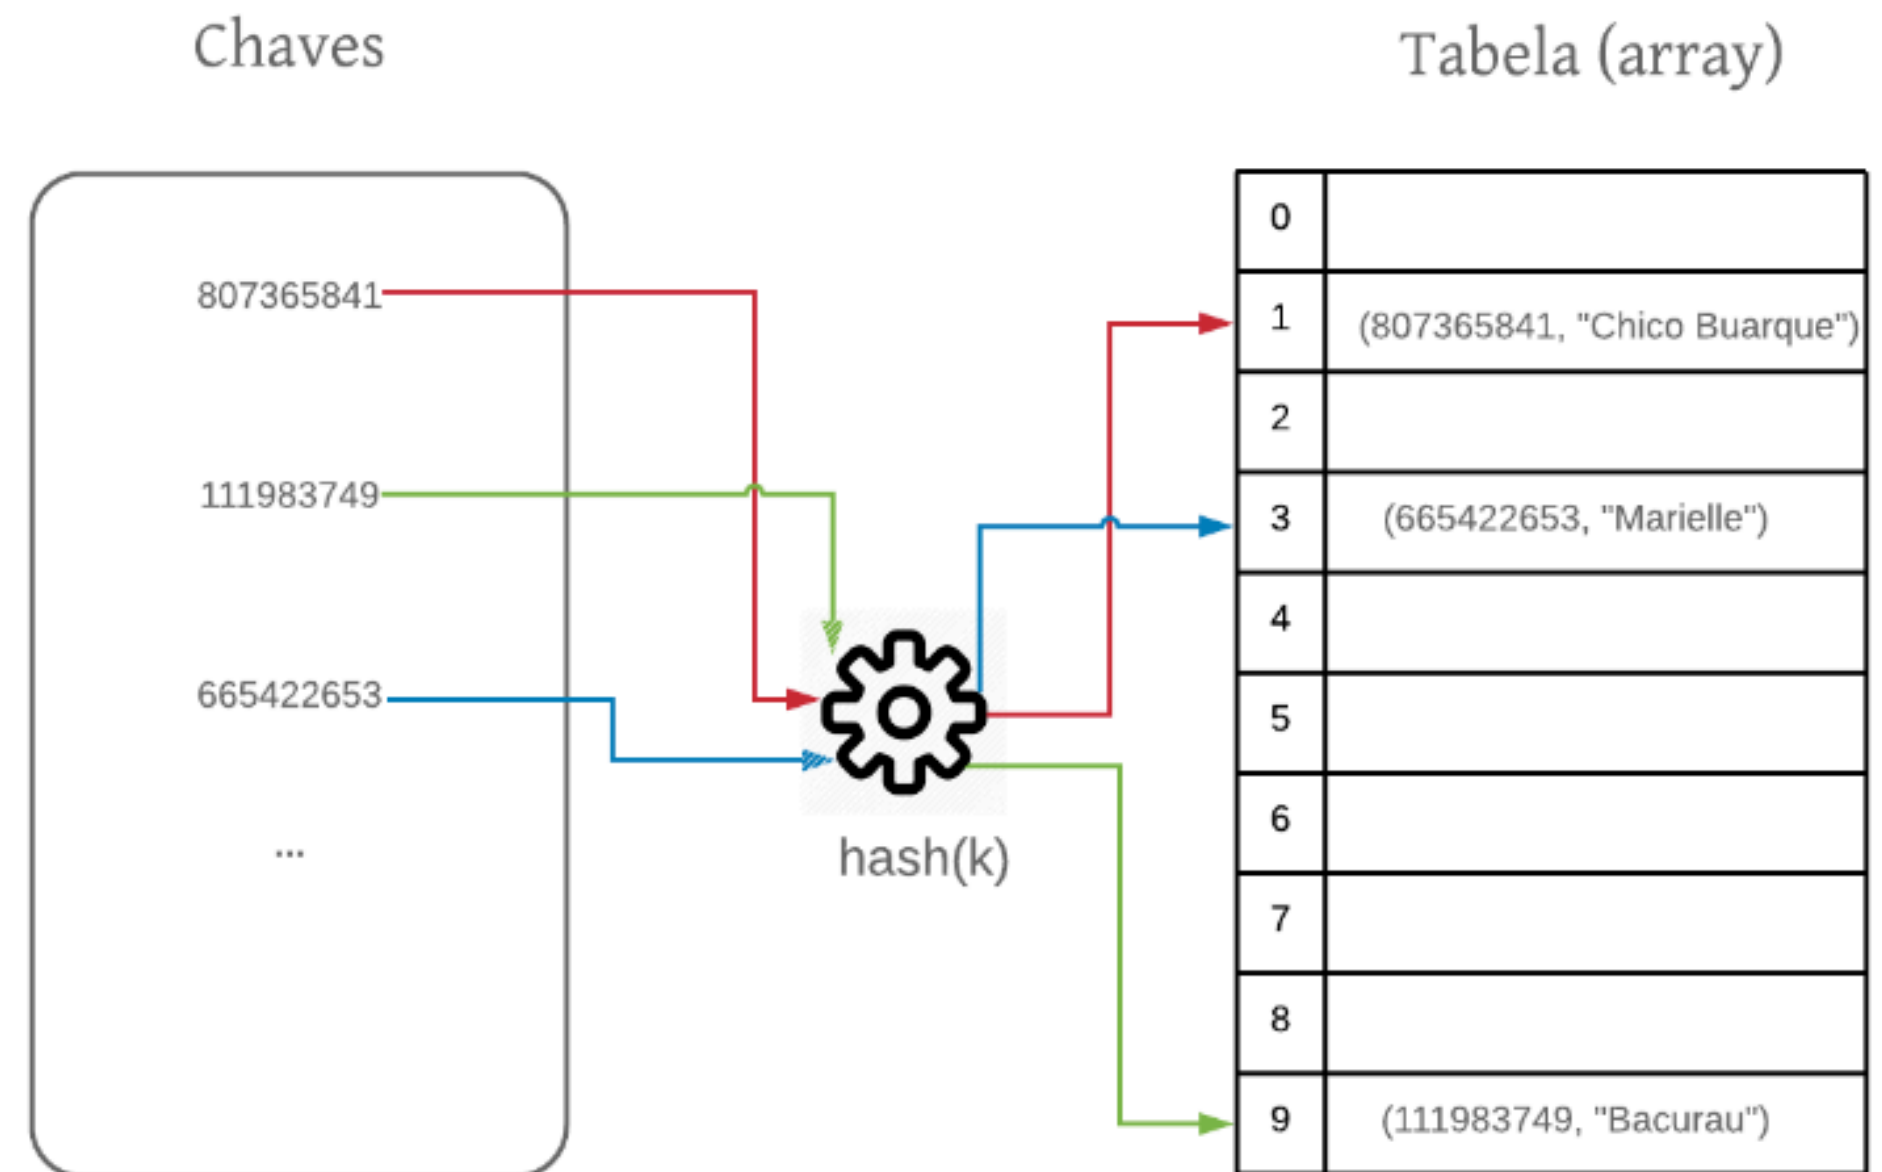 Chaves
Tabela (array)
807365841
111983749
665422653
...
hash(k)
0
1 (807365841, "Chico Buarque")
2
3 (665422653, "Marielle")
4
5
6
7
8
9 (111983749, "Bacurau")